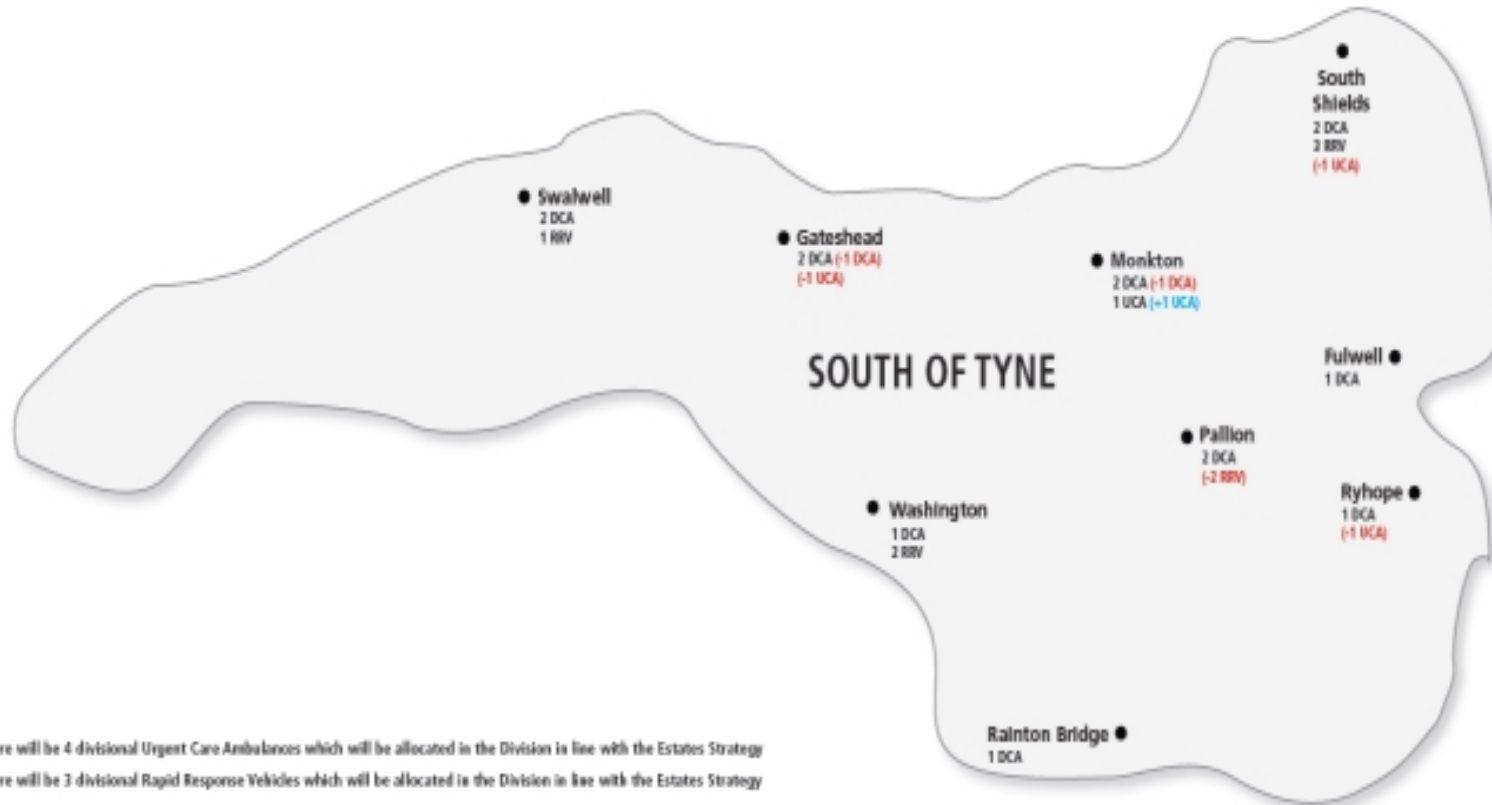 South
Shields
2 DCA
2 RRV
(-1 UCA)
Swalwell
2 DCA
1 RRV
Gateshead
2 DCA (-1 DCA)
(-1 UCA)
Monkton
2 DCA (-1 DCA)
1 UCA (+1 UCA)
SOUTH OF TYNE
Fulwell
1 DCA
Pallion
2 DCA
(-2 RRV)
Ryhope
1 DCA
(-1 UCA)
Washington
1 DCA
2 RRV
Rainton Bridge
1 DCA
re will be 4 divisional Urgent Care Ambulances which will be allocated in the Division in line with the Estates Strategy
re will be 3 divisional Rapid Response Vehicles which will be allocated in the Division in line with the Estates Strategy